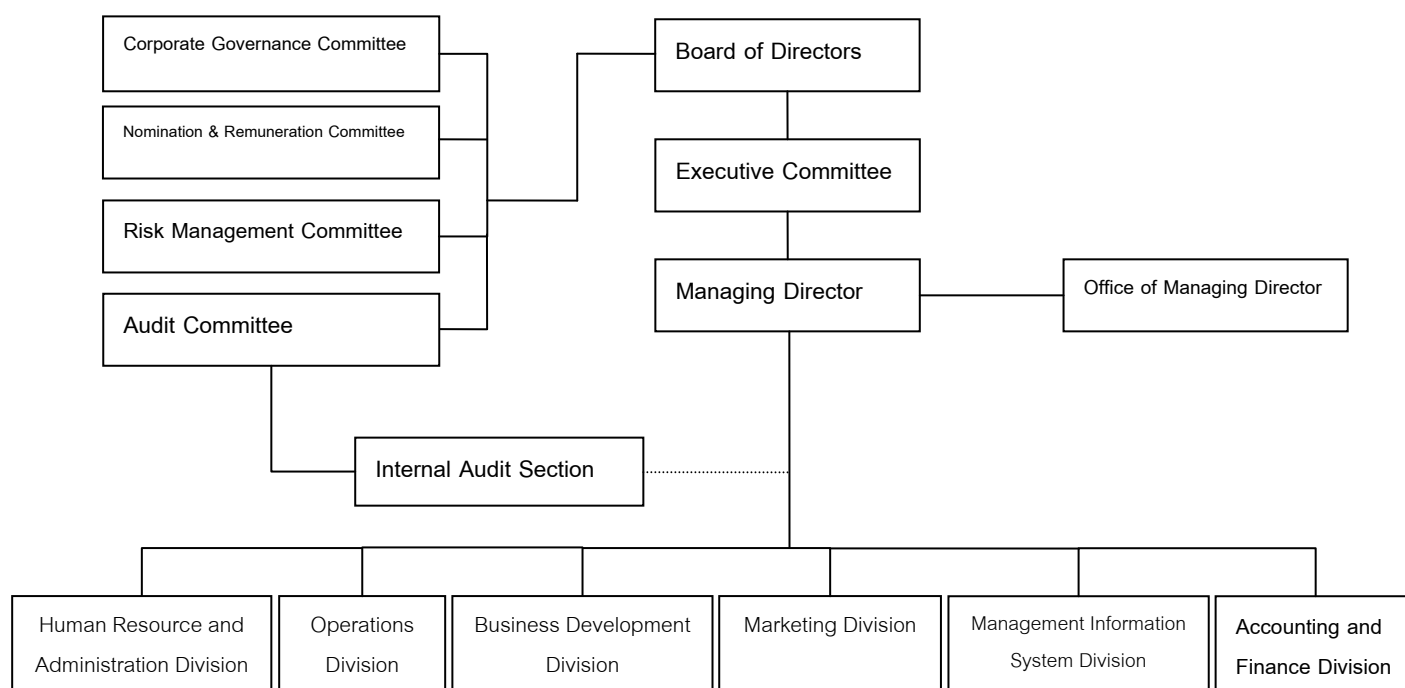 Corporate Governance Committee
Board of Directors
Nomination & Remuneration Committee
Executive Committee
Risk Management Committee
Managing Director
Office of Managing Director
Audit Committee
Internal Audit Section
Human Resource and
Administration Division
Operations
Division
Business Development
Division
Marketing Division
Management Information
System Division
Accounting and
Finance Division